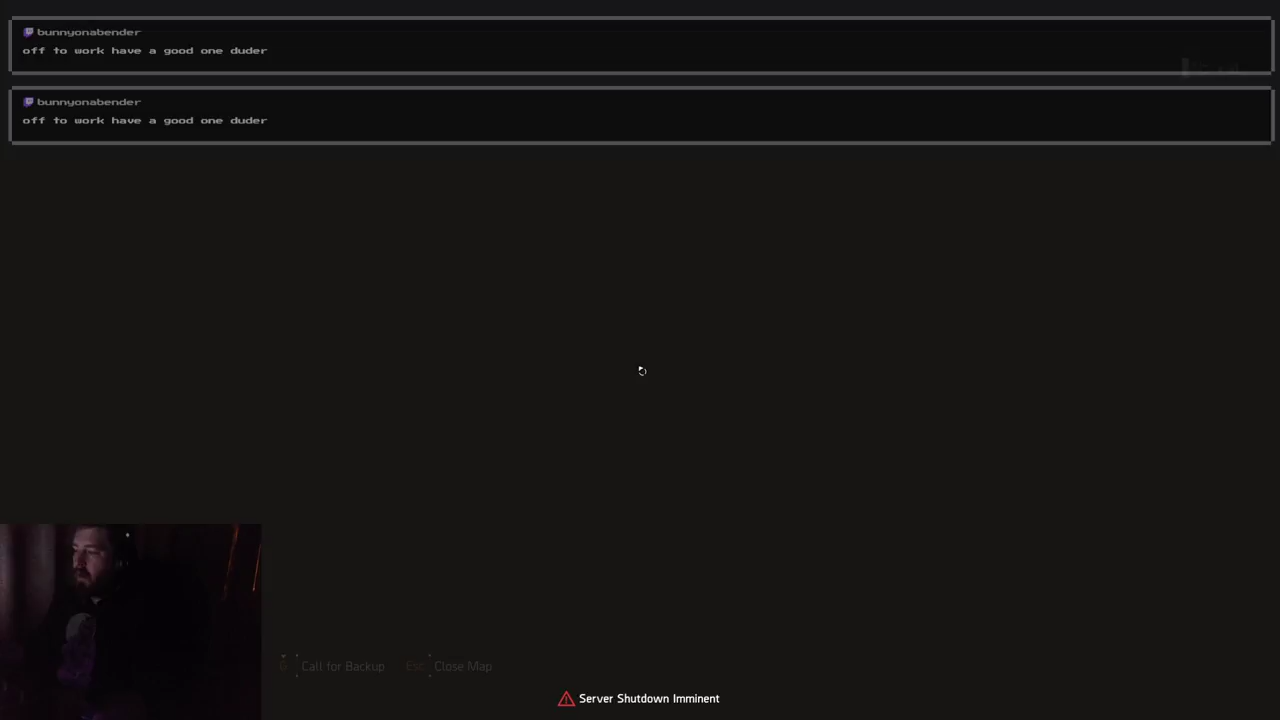 bunnyonabender
off to work have a good one duder
bunnyonabender
off to work have a good one duder
G Call for Backup Esc Close Map
Server Shutdown Imminent